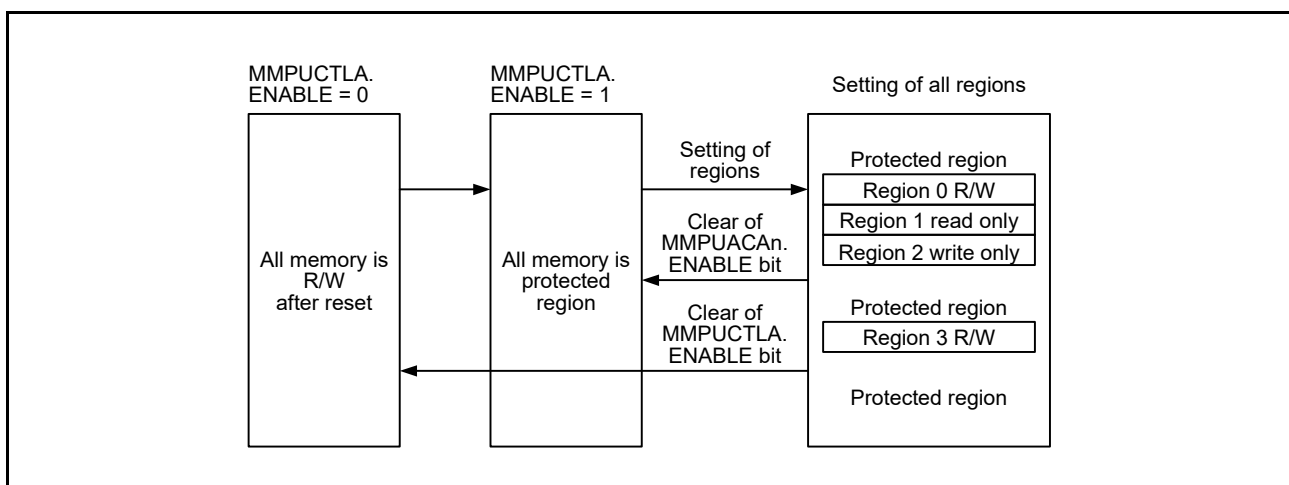 MMPUCTLA.
ENABLE = 0
MMPUCTLA.
ENABLE = 1
Setting of all regions
All memory is
R/W
after reset
All memory is
protected
region
Setting of
regions
Clear of
MMPUACAn.
ENABLE bit
Clear of
MMPUCTLA.
ENABLE bit
Protected region
Region 0 R/W
Region 1 read only
Region 2 write only
Protected region
Region 3 R/W
Protected region